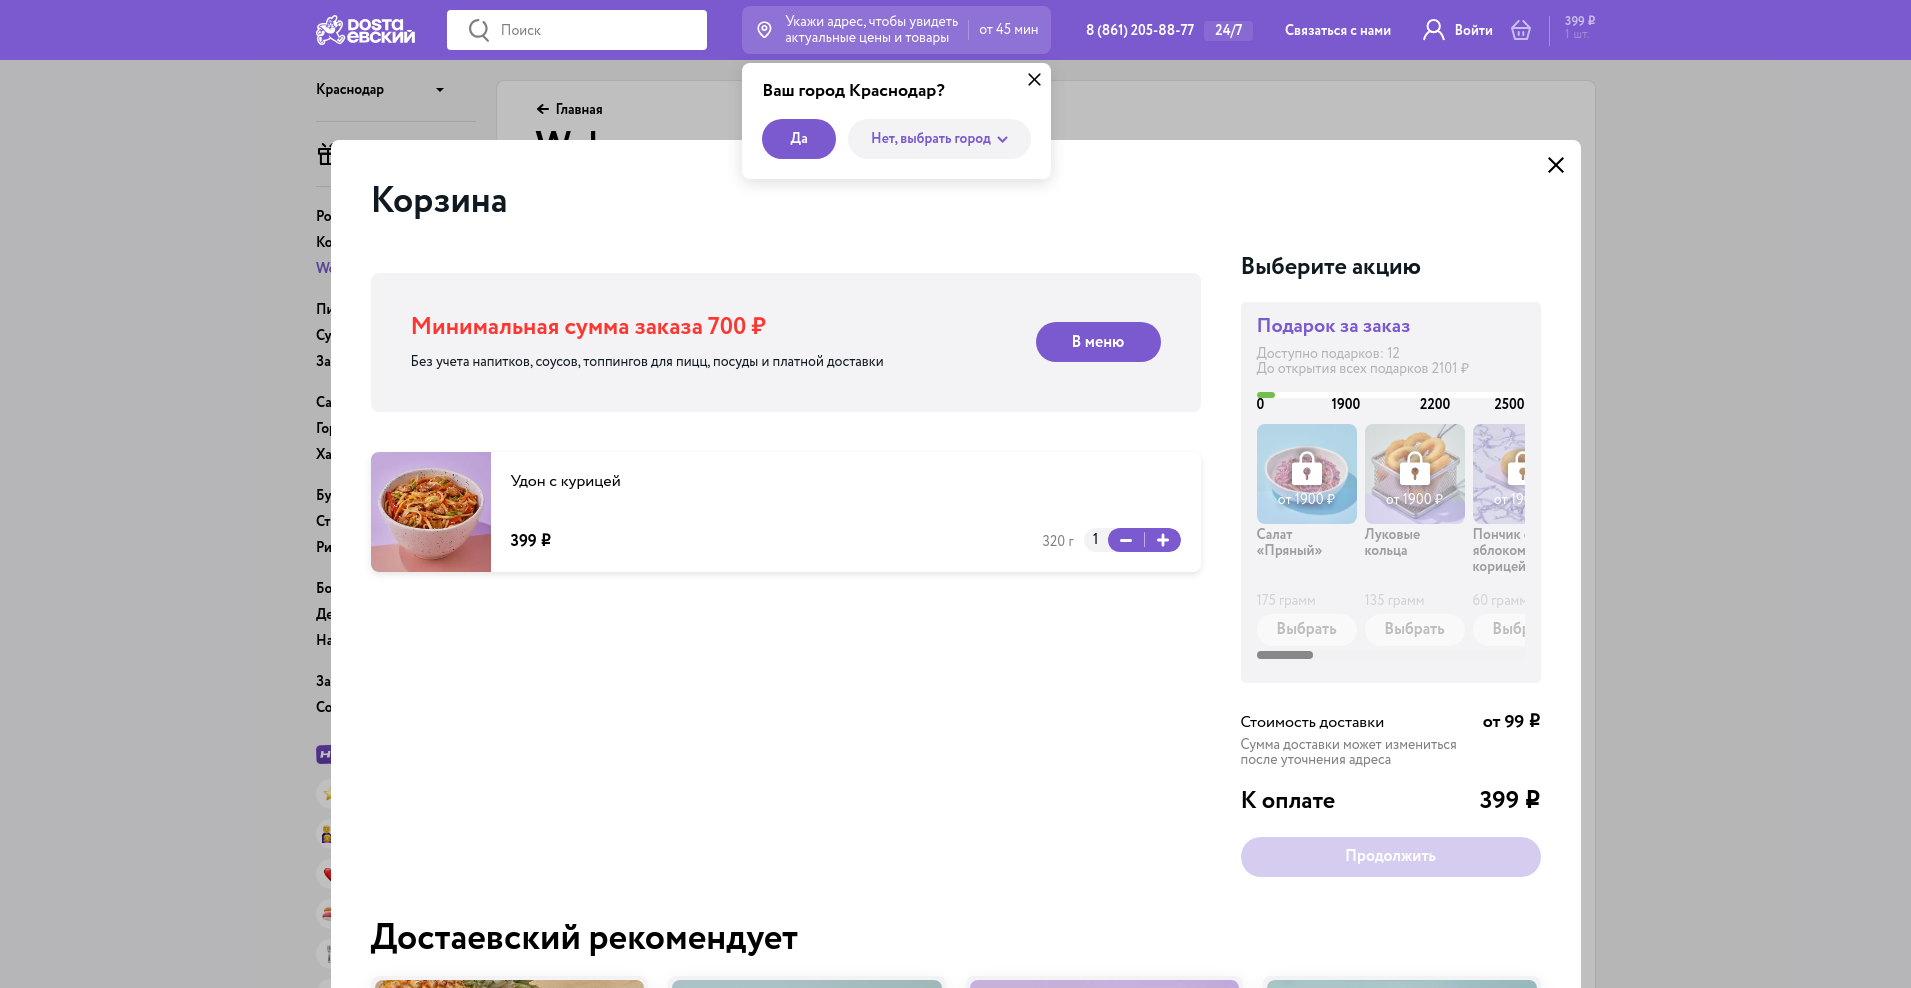 DOSTAЕВСКИЙ
Поиск
Укажи адрес, чтобы увидеть
актуальные цены и товары
от 45 мин
8 (861) 205-88-77
24/7
Связаться с нами
Войти
399 ₽
1 шт.
Краснодар
Главная
Ваш город Краснодар?
Да
Нет, выбрать город
Корзина
Минимальная сумма заказа 700 ₽
Без учета напитков, соусов, топпингов для пицц, посуды и платной доставки
В меню
Удон с курицей
399 ₽
320 г
1
Выберите акцию
Подарок за заказ
Доступно подарков: 12
До открытия всех подарков 2101 ₽
0 1900 2200 2500
от 1900 ₽ от 1900 ₽ от 19
Салат Луковые Пончик
«Пряный» кольца яблоком
корицей
175 грамм 135 грамм 60 грамм
Выбрать Выбрать Выбр
Стоимость доставки
от 99 ₽
Сумма доставки может измениться
после уточнения адреса
К оплате
399 ₽
Продолжить
Достаевский рекомендует